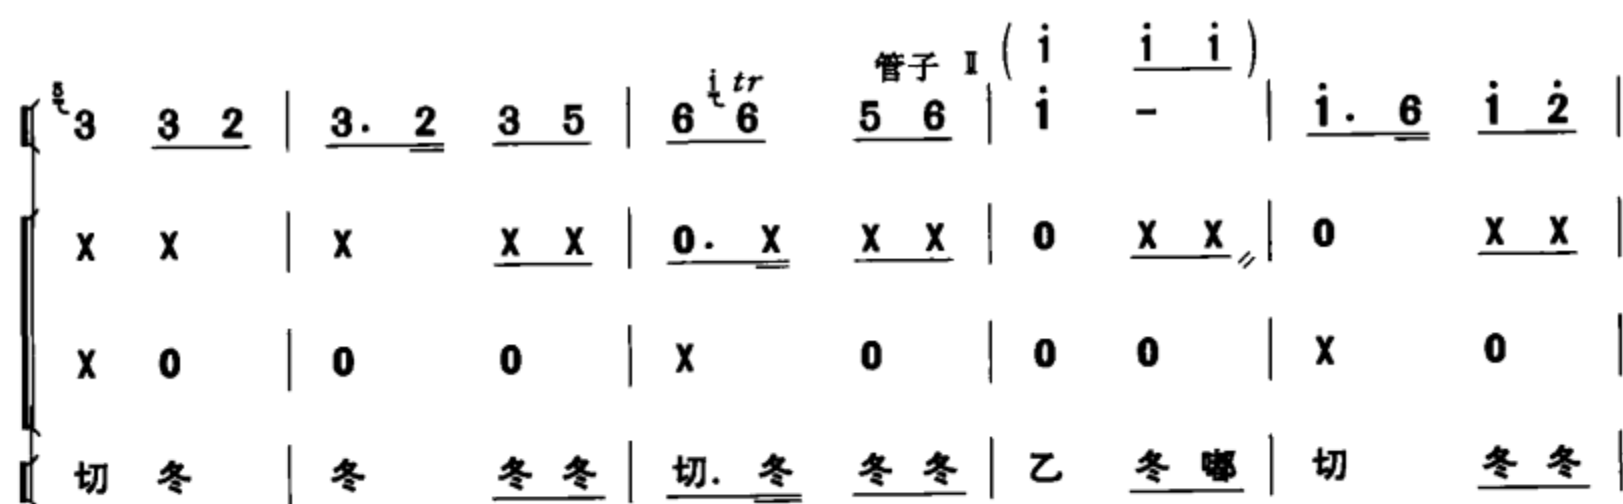 管子 Ⅱ ( i̇ i̇ i̇ )
5 i̇ tr
3 3 2 | 3. 2 3 5 | 6 6 5 6 | i̇ - | i̇. 6 i̇ 2̇ |
X X | X X X | 0. X X X | 0 X X〃 | 0 X X |
X 0 | 0 0 | X 0 | 0 0 | X 0 |
切 冬 | 冬 冬 冬 | 切. 冬 冬 冬 | 乙 冬 嘟 | 切 冬 冬 |